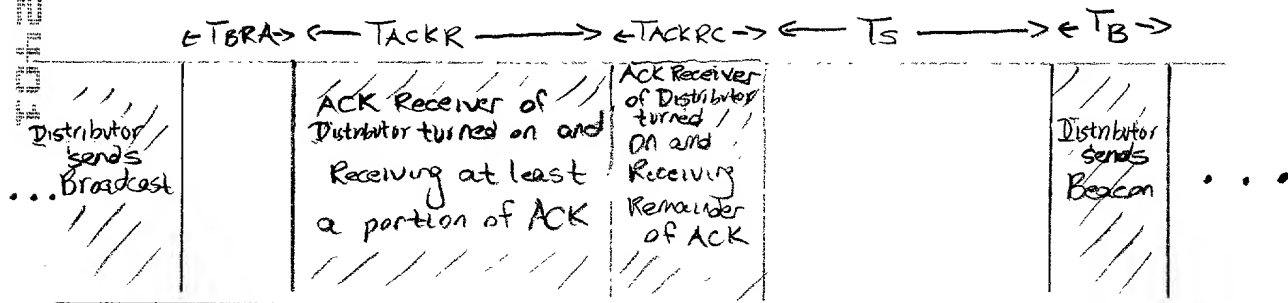 ← TBRA → ← TACKR → ← TACKRC → ← TS → ← TB →
Distributor
sends
... Broadcast
ACK Receiver of
Distributor turned on and
Receiving at least
a portion of ACK
ACK Receiver
of Distributor
turned
on and
Receiving
Remainder
of ACK
Distributor
sends
Beacon ...